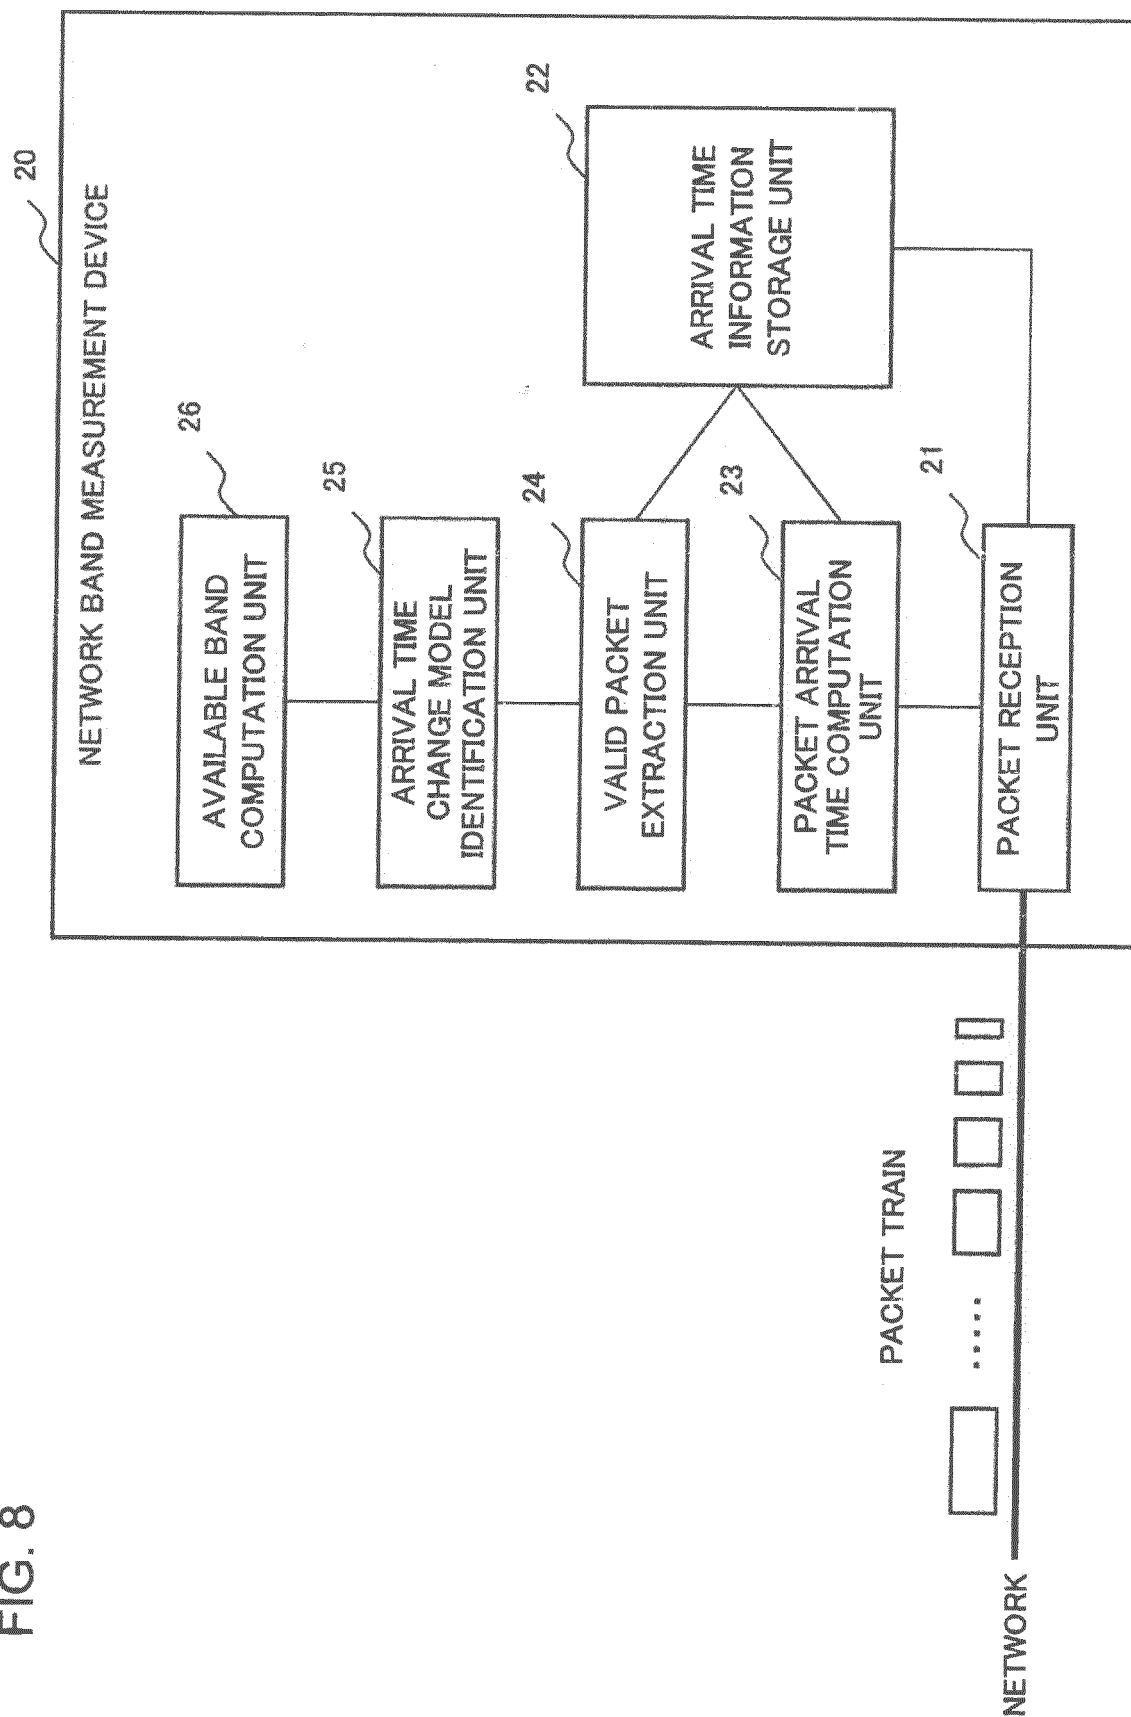 FIG. 8
20
NETWORK BAND MEASUREMENT DEVICE
26
AVAILABLE BAND
COMPUTATION UNIT
25
ARRIVAL TIME
CHANGE MODEL
IDENTIFICATION UNIT
24
VALID PACKET
EXTRACTION UNIT
22
ARRIVAL TIME
INFORMATION
STORAGE UNIT
23
PACKET ARRIVAL
TIME COMPUTATION
UNIT
21
PACKET RECEPTION
UNIT
PACKET TRAIN
NETWORK